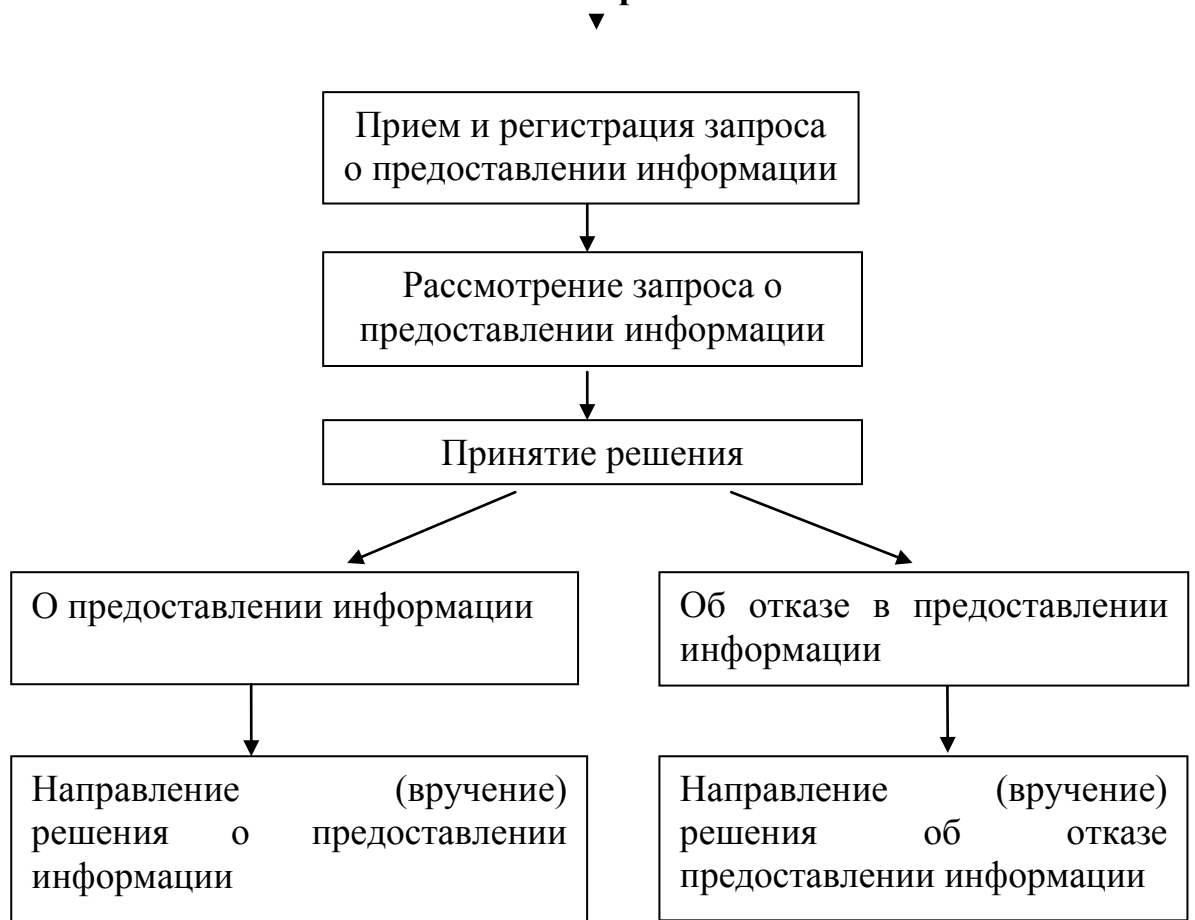 Прием и регистрация запроса
о предоставлении информации
Рассмотрение запроса о
предоставлении информации
Принятие решения
О предоставлении информации
Об отказе в предоставлении
информации
Направление (вручение)
решения о предоставлении
информации
Направление (вручение)
решения об отказе
предоставлении информации